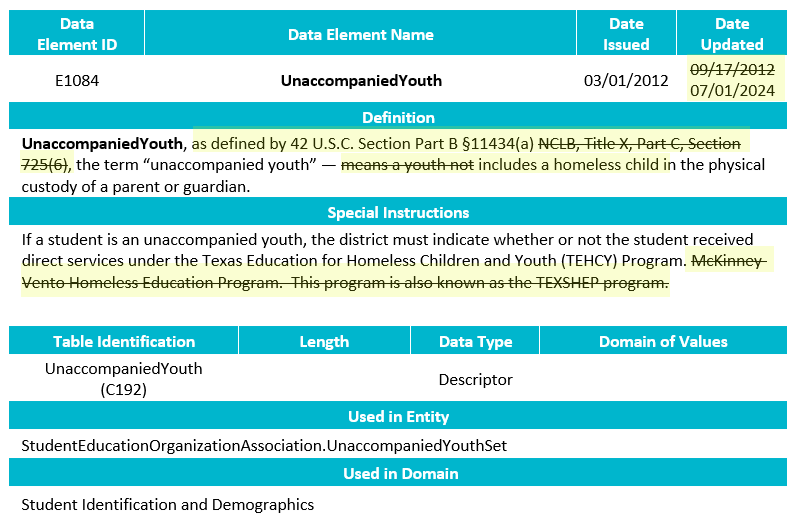 Data Element ID Data Element Name Date Issued Date Updated
E1084 UnaccompaniedYouth 03/01/2012 09/17/2012 07/01/2024
Definition
UnaccompaniedYouth, as defined by 42 U.S.C. Section Part B §11434(a) NCLB, Title X, Part C, Section
725(6), the term “unaccompanied youth” — means a youth not includes a homeless child in the physical
custody of a parent or guardian.
Special Instructions
If a student is an unaccompanied youth, the district must indicate whether or not the student received
direct services under the Texas Education for Homeless Children and Youth (TEHCY) Program. McKinney-
Vento Homeless Education Program.  This program is also known as the TEXSHEP program.
Table Identification Length Data Type Domain of Values
UnaccompaniedYouth (C192) Descriptor
Used in Entity
StudentEducationOrganizationAssociation.UnaccompaniedYouthSet
Used in Domain
Student Identification and Demographics